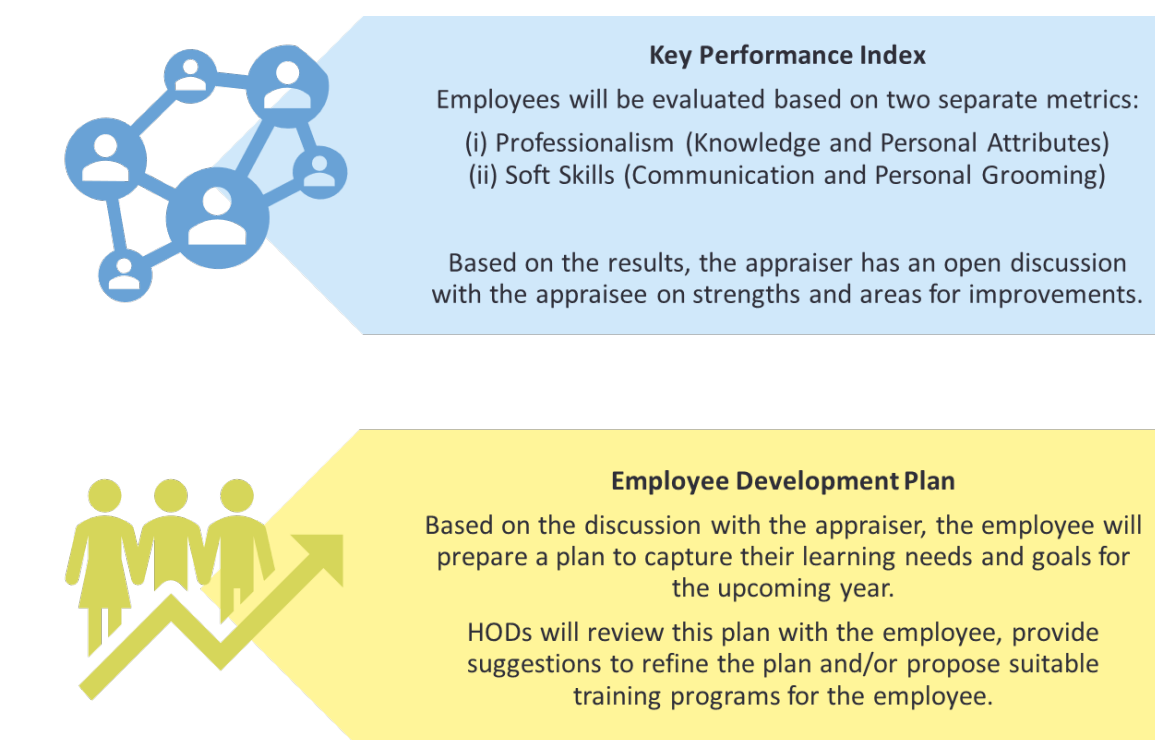 Key Performance Index
Employees will be evaluated based on two separate metrics:
(i) Professionalism (Knowledge and Personal Attributes)
(ii) Soft Skills (Communication and Personal Grooming)
Based on the results, the appraiser has an open discussion
with the appraisee on strengths and areas for improvements.
Employee Development Plan
Based on the discussion with the appraiser, the employee will
prepare a plan to capture their learning needs and goals for
the upcoming year.
HODs will review this plan with the employee, provide
suggestions to refine the plan and/or propose suitable
training programs for the employee.